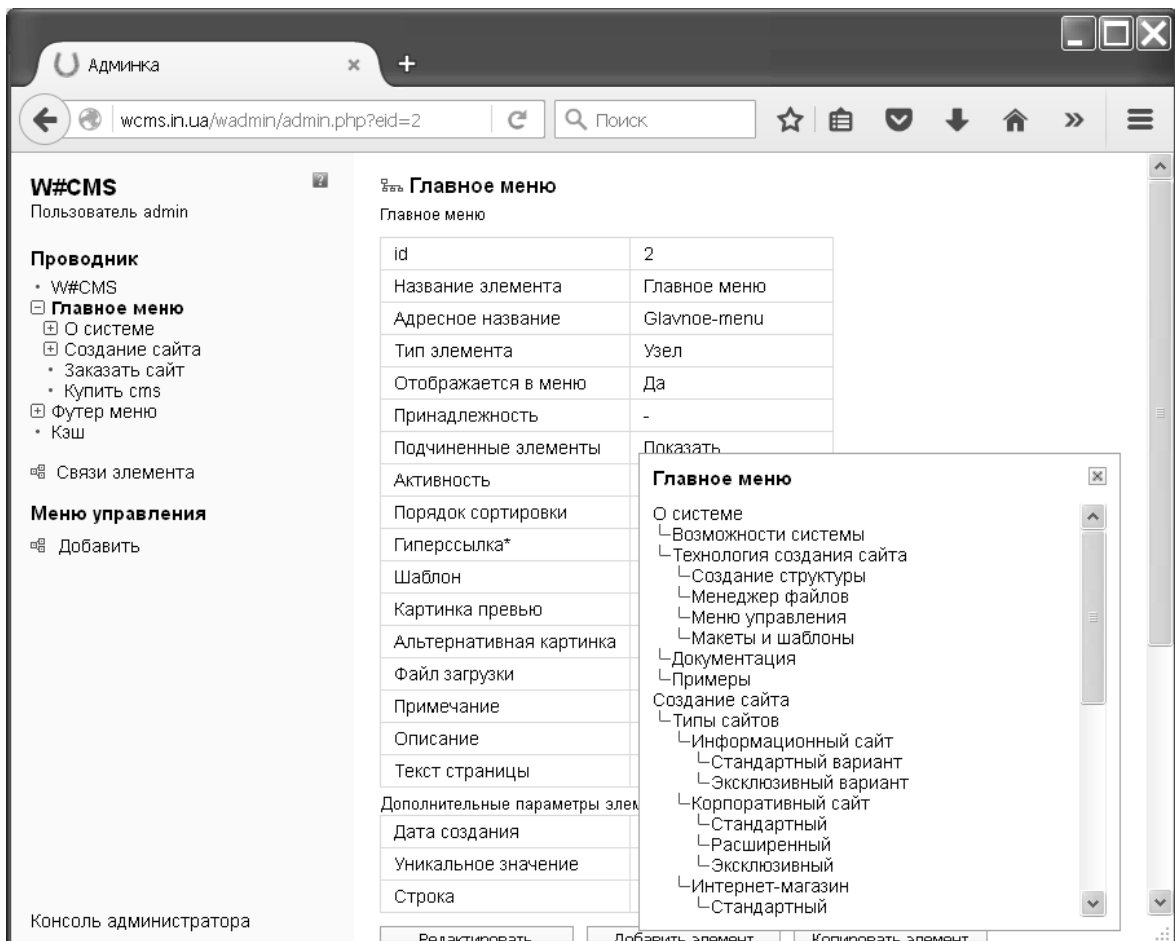 Админка
wcms.in.ua/wadmin/admin.php?eid=2
Поиск
W#CMS
Пользователь admin
Проводник
W#CMS
Главное меню
О системе
Создание сайта
Заказать сайт
Купить cms
Футер меню
Кэш
Связи элемента
Меню управления
Добавить
Консоль администратора
Главное меню
Главное меню
id 2
Название элемента Главное меню
Адресное название Glavnoe-menu
Тип элемента Узел
Отображается в меню Да
Принадлежность -
Подчиненные элементы Показать
Активность
Порядок сортировки
Гиперссылка*
Шаблон
Картинка превью
Альтернативная картинка
Файл загрузки
Примечание
Описание
Текст страницы
Дополнительные параметры
Дата создания
Уникальное значение
Строка
Редактировать Добавить элемент Копировать элемент
Главное меню
О системе
Возможности системы
Технология создания сайта
Создание структуры
Менеджер файлов
Меню управления
Макеты и шаблоны
Документация
Примеры
Создание сайта
Типы сайтов
Информационный сайт
Стандартный вариант
Эксклюзивный вариант
Корпоративный сайт
Стандартный
Расширенный
Эксклюзивный
Интернет-магазин
Стандартный